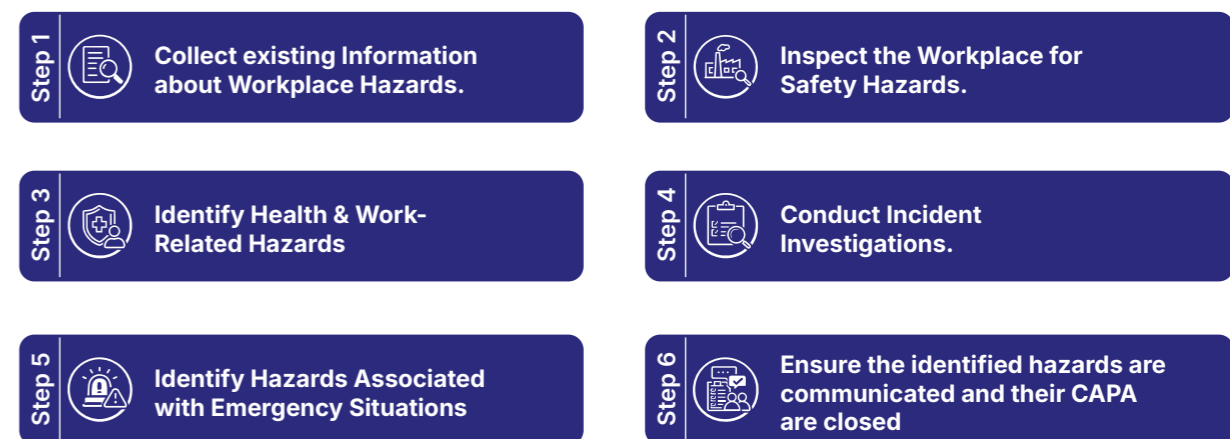 Step 1
Collect existing Information
about Workplace Hazards.
Step 2
Inspect the Workplace for
Safety Hazards.
Step 3
Identify Health & Work-
Related Hazards
Step 4
Conduct Incident
Investigations.
Step 5
Identify Hazards Associated
with Emergency Situations
Step 6
Ensure the identified hazards are
communicated and their CAPA
are closed